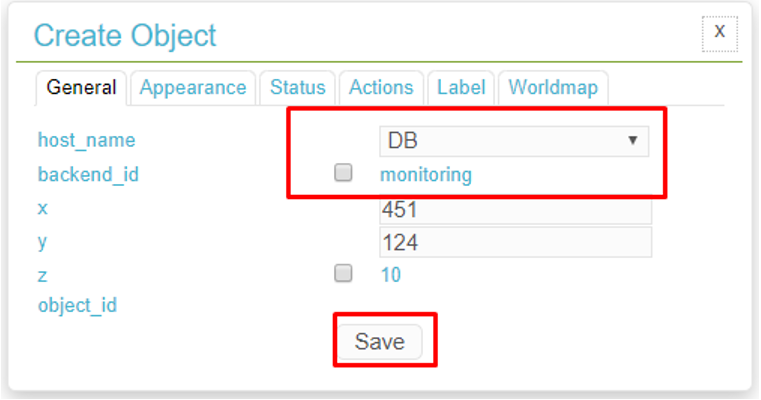 Create Object
X
General Appearance Status Actions Label Worldmap
host_name DB
backend_id monitoring
x 451
y 124
z 10
object_id
Save